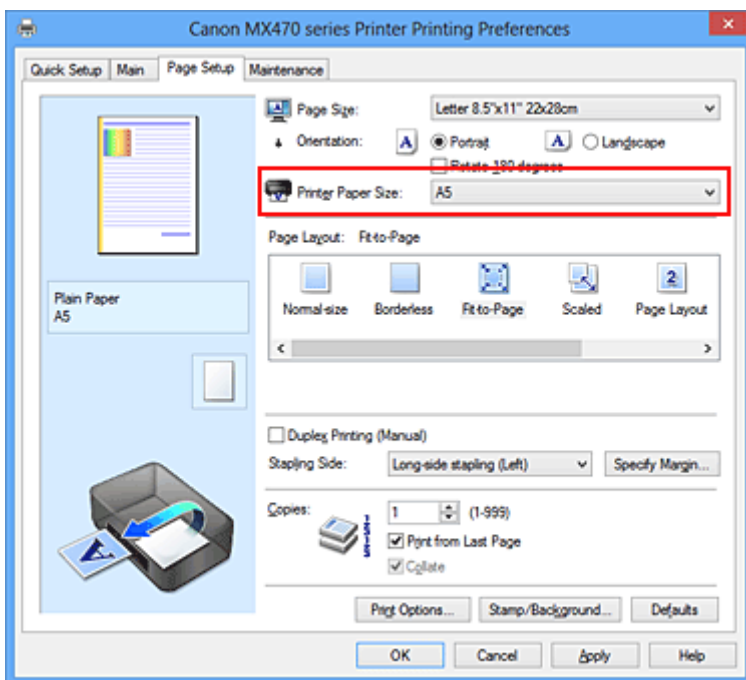 Canon MX470 series Printer Printing Preferences
Quick Setup Main Page Setup Maintenance
Page Size: Letter 8.5"x11" 22x28cm
Orientation: A Portrait A Landscape
Rotate 180 degrees
Printer Paper Size: A5
Page Layout: Fit-to-Page
Normal-size Borderless Fit-to-Page Scaled 2 Page Layout
Plain Paper
A5
Duplex Printing (Manual)
Stapling Side: Long-side stapling (Left) Specify Margin...
Copies: 1 (1-999)
Print from Last Page
Collate
Print Options... Stamp/Background... Defaults
OK Cancel Apply Help